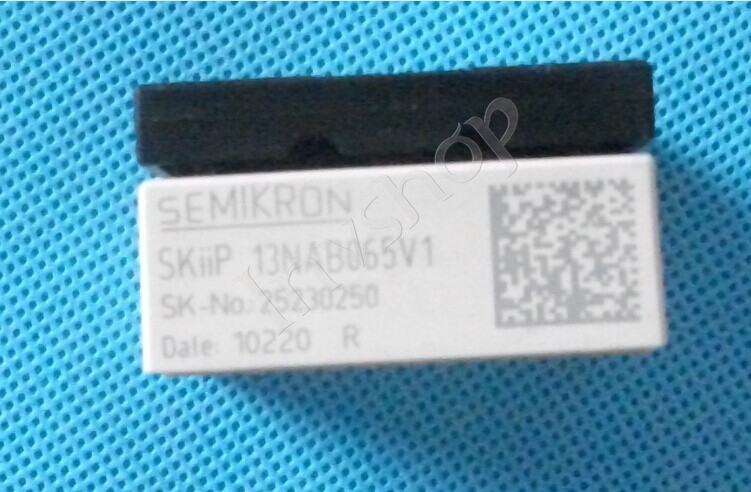 SEMIKRON
SKiiP 13NAB065V1
SK-No.: 25230250
Date: 10220 R